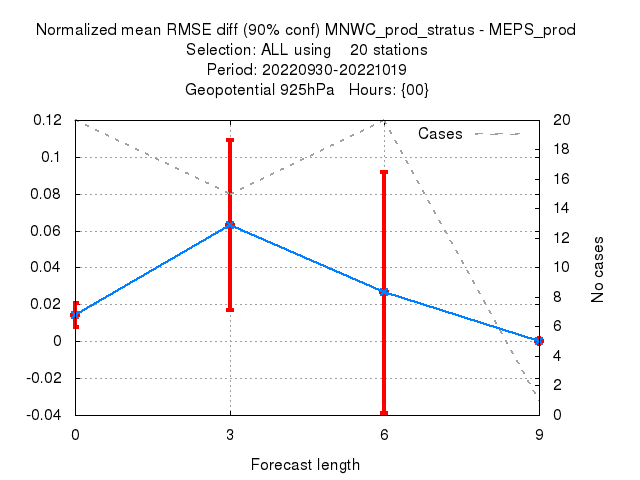 Normalized mean RMSE diff (90% conf) MNWC_prod_stratus - MEPS_prod
Selection: ALL using 20 stations
Period: 20220930-20221019
Geopotential 925hPa Hours: {00}
Cases
0.12
0.1
0.08
0.06
0.04
0.02
0
-0.02
-0.04
20
18
16
14
12
10
8
6
4
2
0
No cases
0 3 6 9
Forecast length